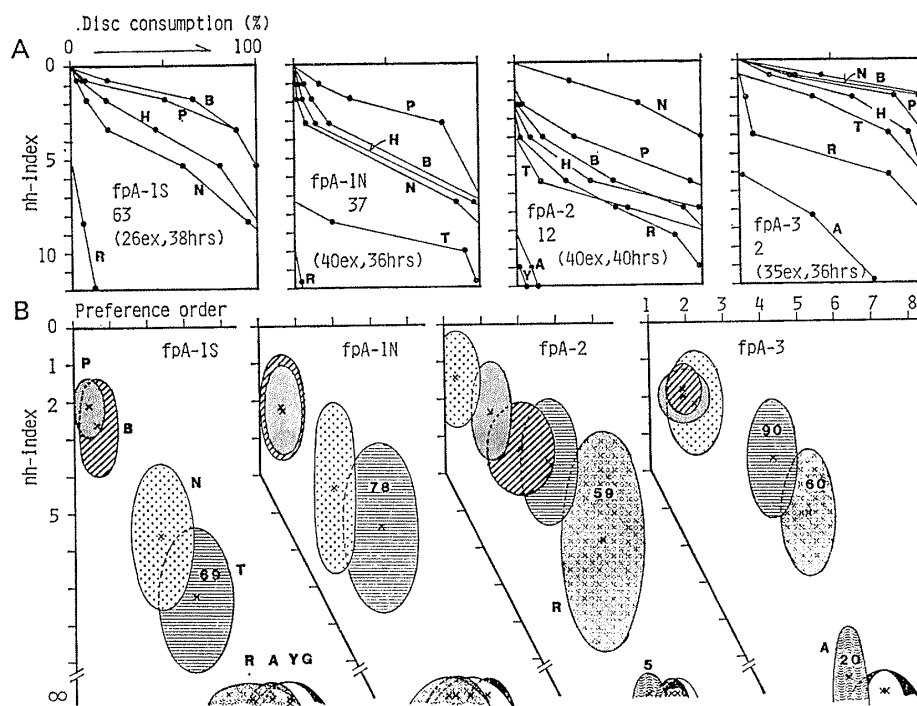 .Disc consumption (%)
0 100
A
nh-index
0
5
10
B
P
H
N
R
fpA-1S
63
(26ex,38hrs)
P
H
B
N
T
R
fpA-1N
37
(40ex,36hrs)
N
P
B
H
T
R
A
Y
fpA-2
12
(40ex,40hrs)
N
B
P
H
T
R
A
fpA-3
2
(35ex,36hrs)
B
Preference order
1 2 3 4 5 6 7 8
nh-index
0
1
2
5
∞
fpA-1S
P
B
N
T
69
R A Y G
fpA-1N
78
fpA-2
59
R
5
fpA-3
90
60
A
20